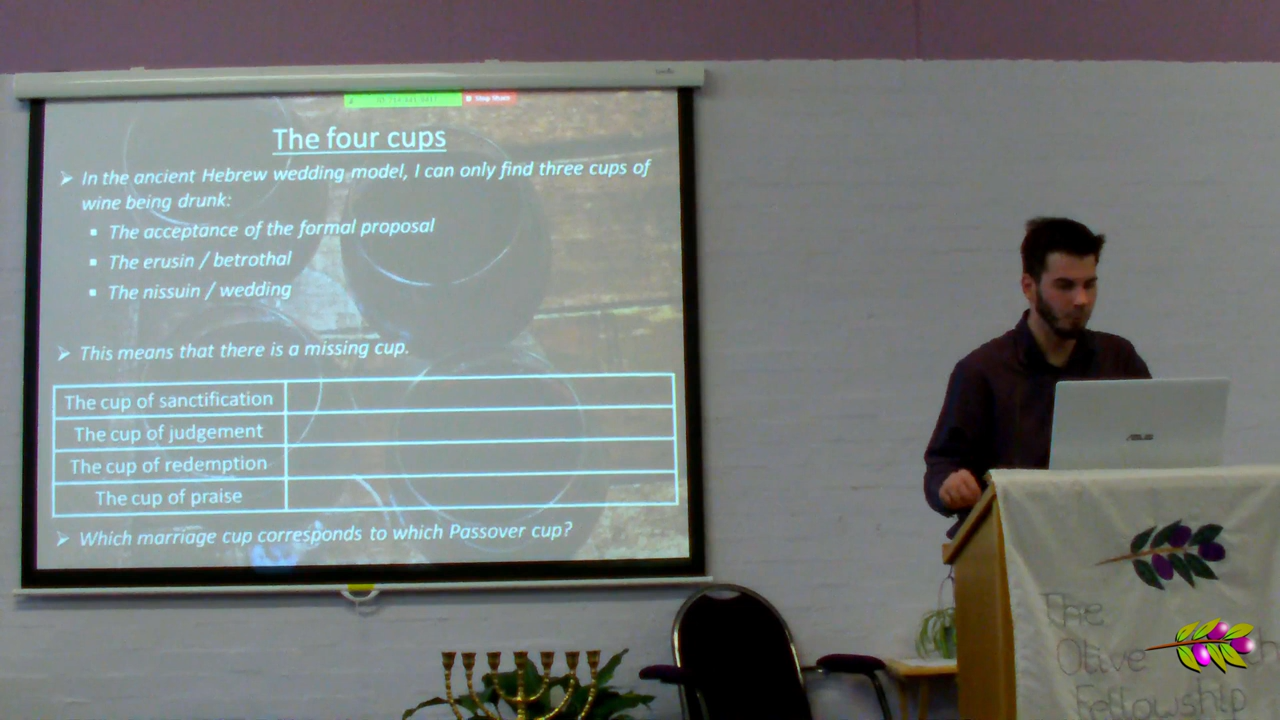 Stop Share
The four cups
➢ In the ancient Hebrew wedding model, I can only find three cups of
wine being drunk:
▪ The acceptance of the formal proposal
▪ The erusin / betrothal
▪ The nissuin / wedding
➢ This means that there is a missing cup.
The cup of sanctification
The cup of judgement
The cup of redemption
The cup of praise
➢ Which marriage cup corresponds to which Passover cup?
ASUS
The
Olive
Fellowship